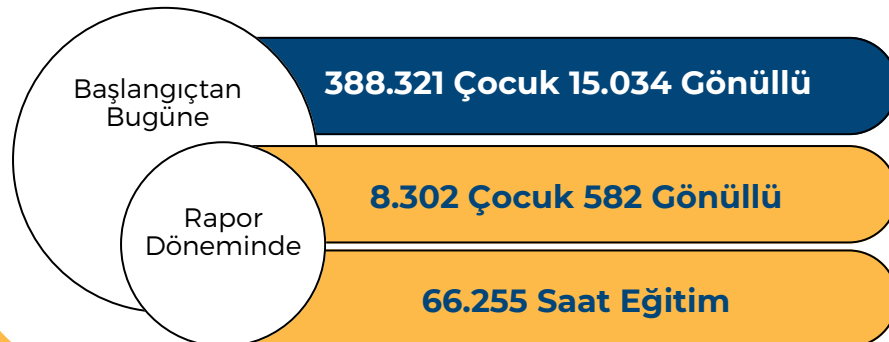 Başlangıçtan
Bugüne
388.321 Çocuk 15.034 Gönüllü
Rapor
Döneminde
8.302 Çocuk 582 Gönüllü
66.255 Saat Eğitim